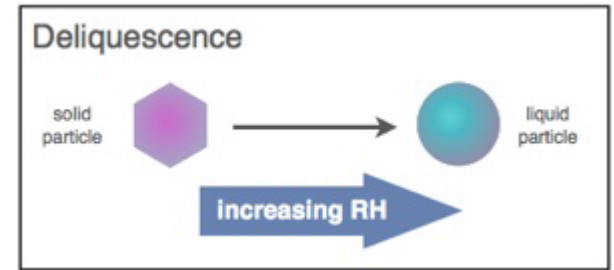 Deliquescence
solid
particle
liquid
particle
increasing RH